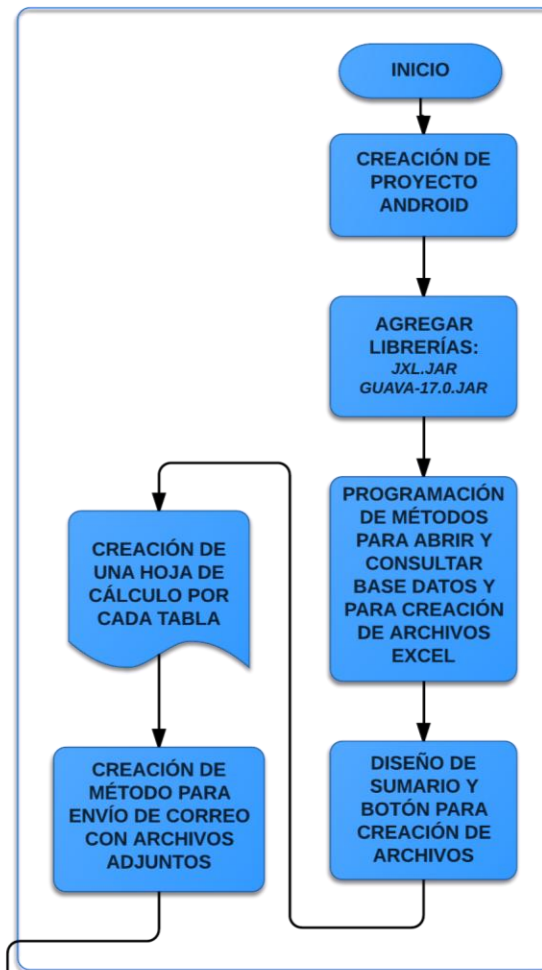 INICIO
CREACIÓN DE
PROYECTO
ANDROID
AGREGAR
LIBRERÍAS:
JXL.JAR
GUAVA-17.0.JAR
PROGRAMACIÓN
DE MÉTODOS
PARA ABRIR Y
CONSULTAR
BASE DATOS Y
PARA CREACIÓN
DE ARCHIVOS
EXCEL
DISEÑO DE
SUMARIO Y
BOTÓN PARA
CREACIÓN DE
ARCHIVOS
CREACIÓN DE
UNA HOJA DE
CÁLCULO POR
CADA TABLA
CREACIÓN DE
MÉTODO PARA
ENVÍO DE CORREO
CON ARCHIVOS
ADJUNTOS